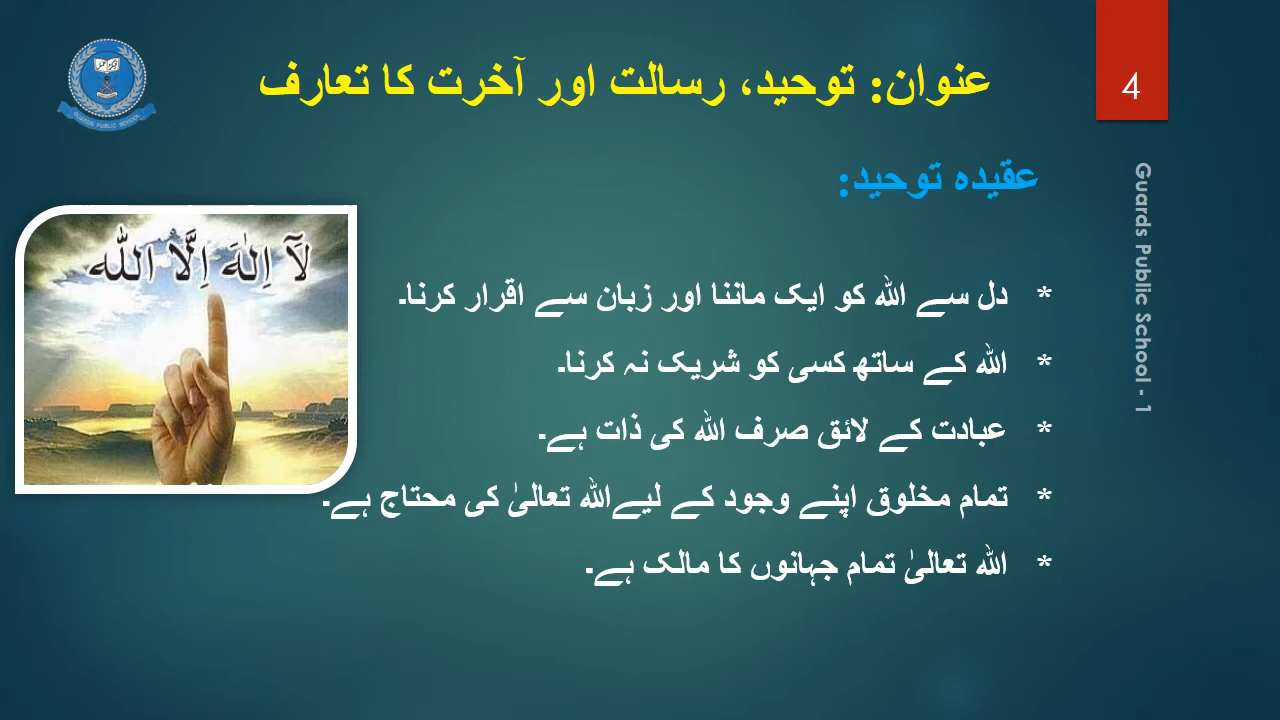 عنوان: توحید، رسالت اور آخرت کا تعارف
4
GUARDS PUBLIC SCHOOL
عقیدہ توحید:
لَآ اِلٰهَ اِلَّا اللّٰه
* دل سے اللہ کو ایک ماننا اور زبان سے اقرار کرنا۔
* اللہ کے ساتھ کسی کو شریک نہ کرنا۔
* عبادت کے لائق صرف اللہ کی ذات ہے۔
* تمام مخلوق اپنے وجود کے لیےاللہ تعالیٰ کی محتاج ہے۔
* اللہ تعالیٰ تمام جہانوں کا مالک ہے۔
Guards Public School - 1